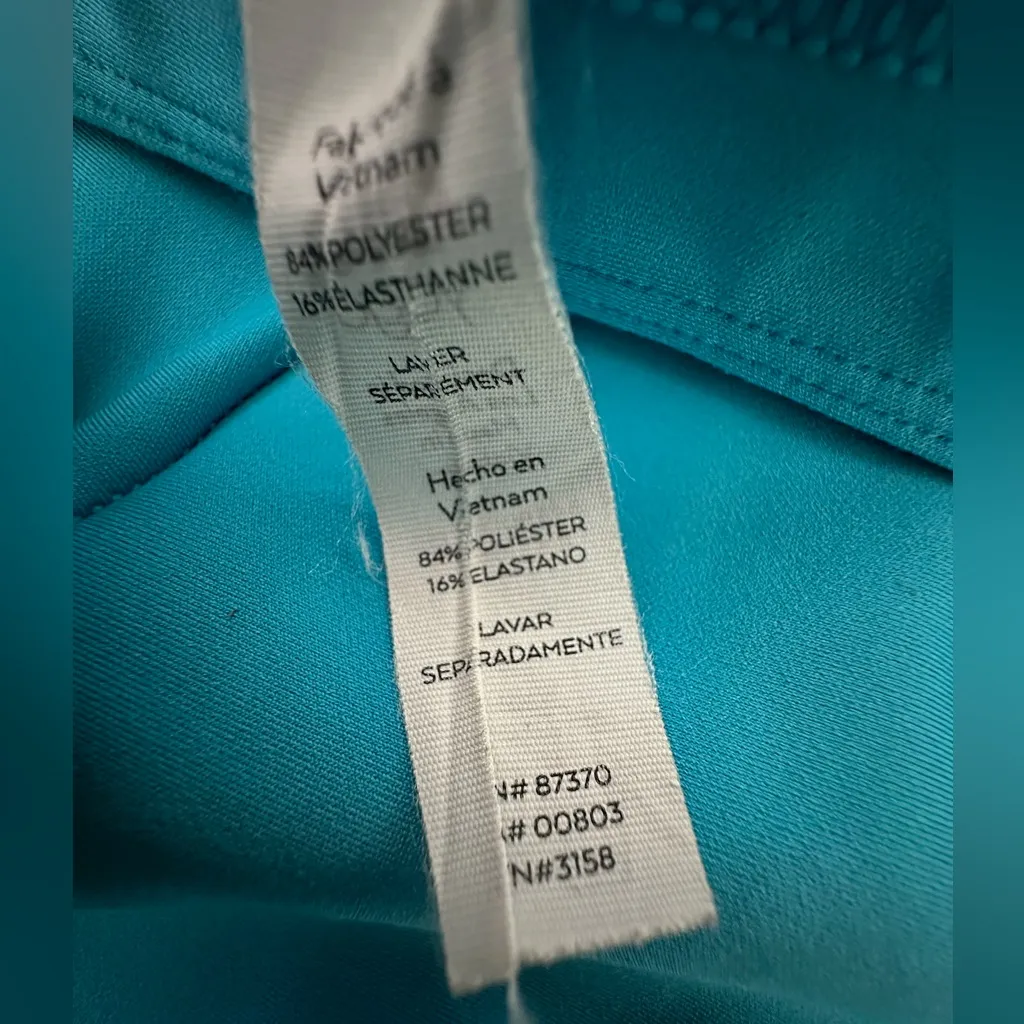 Vietnam
84% POLYESTER
16% ÉLASTHANNE
LAVER
SÉPARÉMENT
Hecho en
Vietnam
84% POLIÉSTER
16% ELASTANO
LAVAR
SEPARADAMENTE
N# 87370
# 00803
N#3158